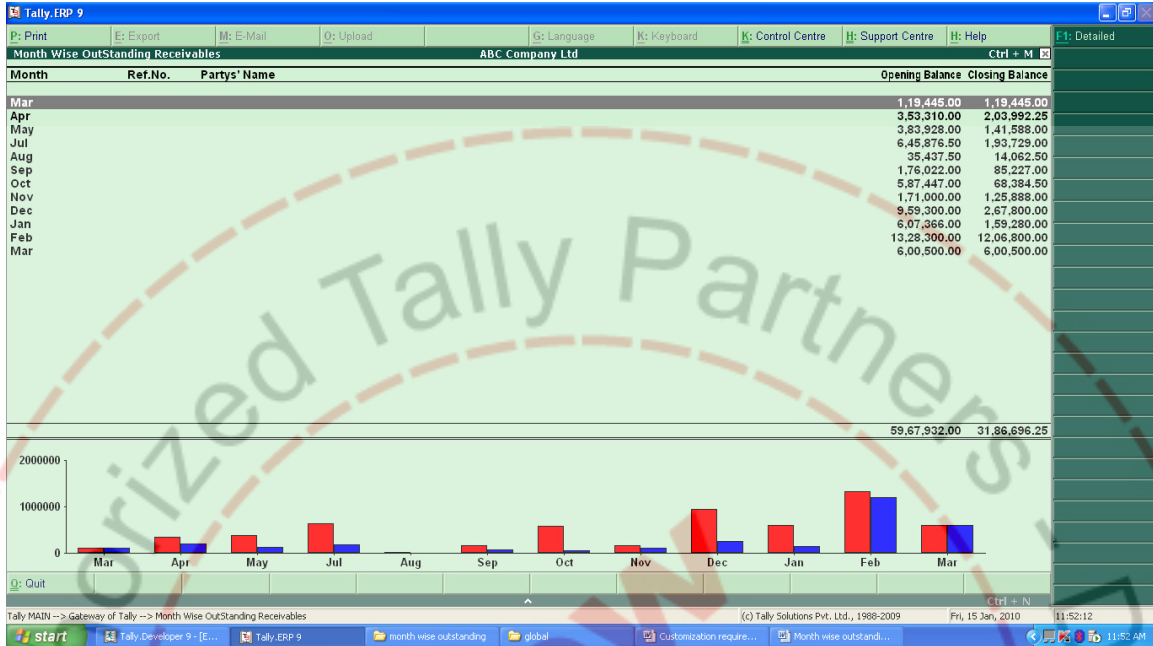 Tally.ERP 9
P: Print E: Export M: E-Mail O: Upload G: Language K: Keyboard K: Control Centre H: Support Centre H: Help F1: Detailed
Month Wise OutStanding Receivables ABC Company Ltd Ctrl + M
Month Ref.No. Partys' Name Opening Balance Closing Balance
Mar 1,19,445.00 1,19,445.00
Apr 3,53,310.00 2,03,992.25
May 3,83,928.00 1,41,588.00
Jul 6,45,876.50 1,93,729.00
Aug 35,437.50 14,062.50
Sep 1,76,022.00 85,227.00
Oct 5,87,447.00 68,384.50
Nov 1,71,000.00 1,25,888.00
Dec 9,59,300.00 2,67,800.00
Jan 6,07,366.00 1,59,280.00
Feb 13,28,300.00 12,06,800.00
Mar 6,00,500.00 6,00,500.00
orized Tally Partners
59,67,932.00 31,86,696.25
2000000
1000000
0
Mar Apr May Jul Aug Sep Oct Nov Dec Jan Feb Mar
Q: Quit
Ctrl + N
Tally MAIN --> Gateway of Tally --> Month Wise OutStanding Receivables (c) Tally Solutions Pvt. Ltd., 1988-2009 Fri, 15 Jan, 2010 11:52:12
start Tally.Developer 9 - [E... Tally.ERP 9 month wise outstanding global Customization require... Month wise outstandi... 11:52 AM